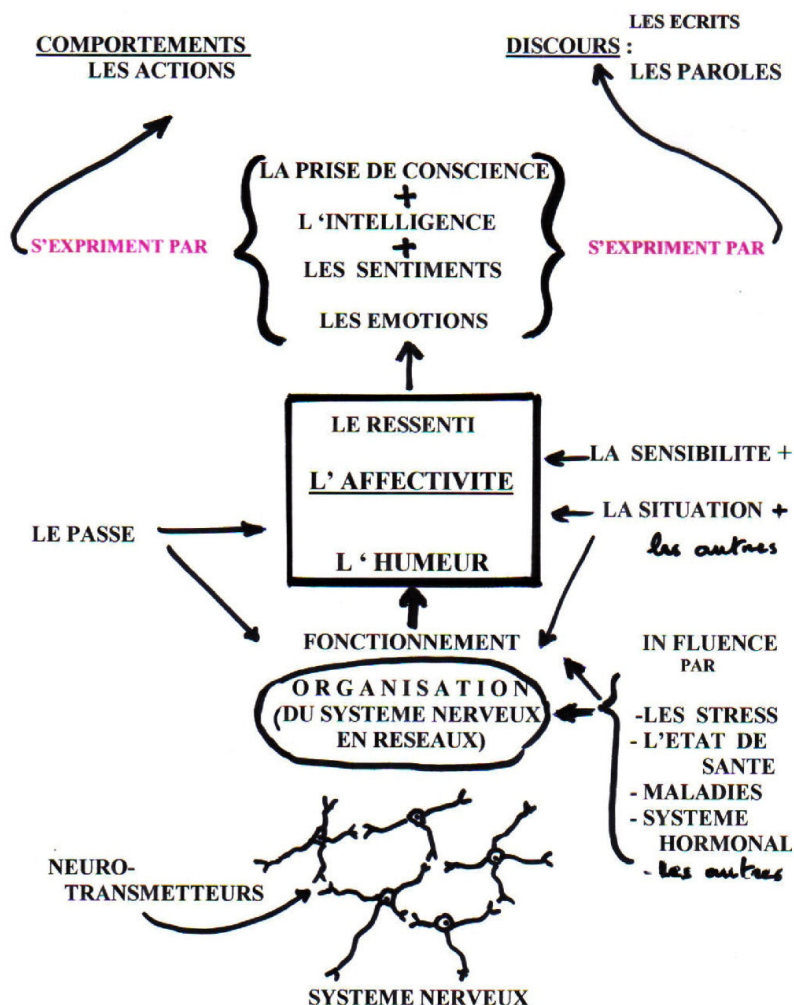 COMPORTEMENTS
LES ACTIONS
LES ECRITS
DISCOURS :
LES PAROLES
LA PRISE DE CONSCIENCE
+
L ‘INTELLIGENCE
+
LES SENTIMENTS
LES EMOTIONS
S’EXPRIMENT PAR
S’EXPRIMENT PAR
LE RESSENTI
L’ AFFECTIVITE
L ‘ HUMEUR
LA SENSIBILITE +
LA SITUATION +
les autres
LE PASSE
FONCTIONNEMENT
ORGANISATION
(DU SYSTEME NERVEUX
EN RESEAUX)
IN FLUENCE
PAR
-LES STRESS
- L’ETAT DE
SANTE
- MALADIES
- SYSTEME
HORMONAL
- Les autres
NEURO-
TRANSMETTEURS
SYSTEME NERVEUX